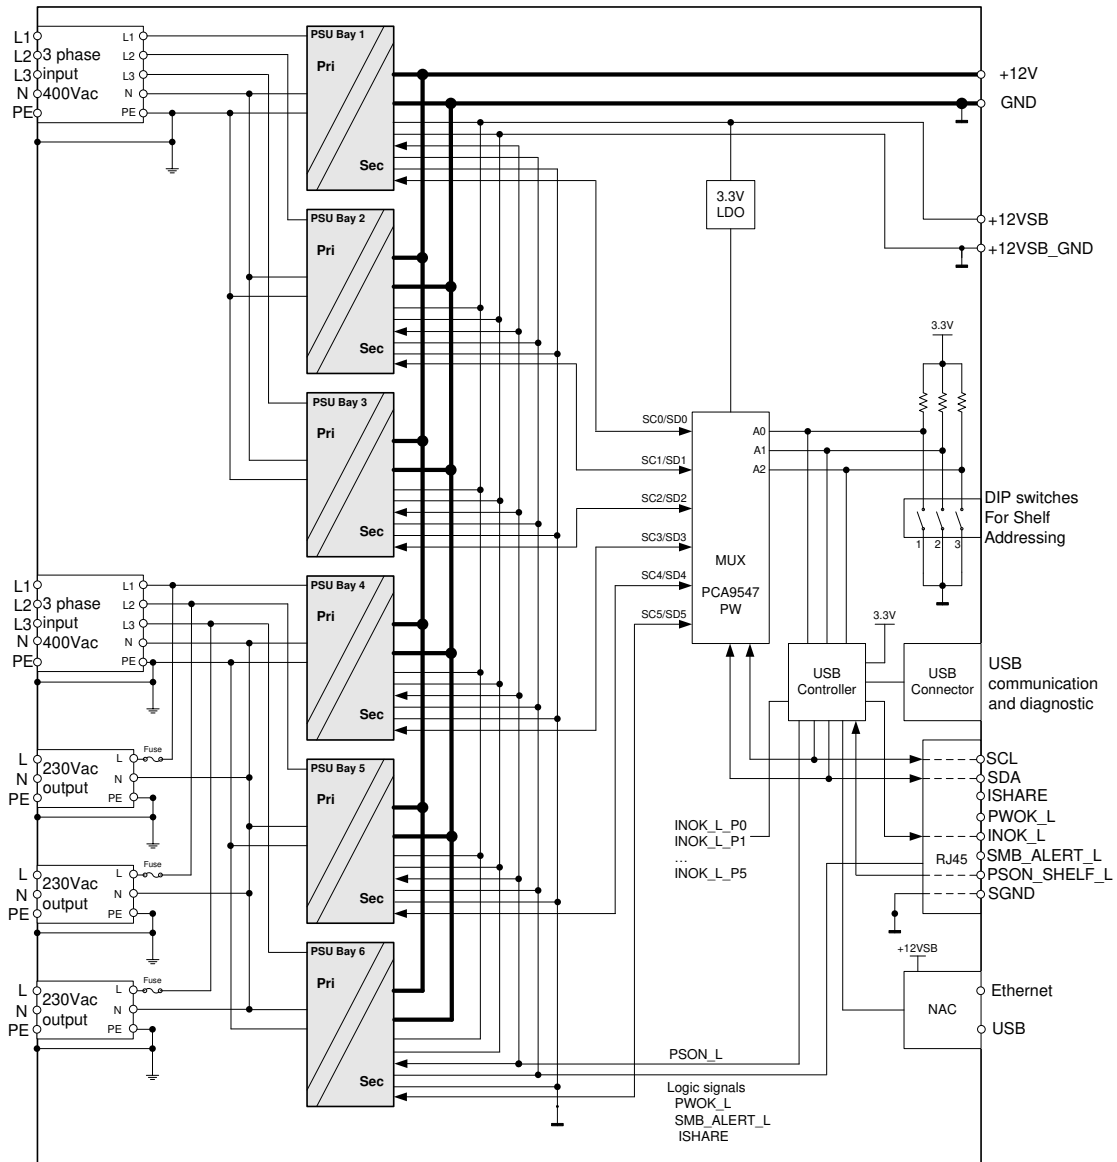 L1
L2
L3
N
PE
3 phase
input
400Vac
L1
L2
L3
N
PE
PSU Bay 1
Pri
Sec
+12V
GND
3.3V
LDO
+12VSB
+12VSB_GND
PSU Bay 2
Pri
Sec
3.3V
PSU Bay 3
Pri
Sec
SC0/SD0
SC1/SD1
SC2/SD2
SC3/SD3
SC4/SD4
SC5/SD5
MUX
PCA9547
PW
A0
A1
A2
1 2 3
DIP switches
For Shelf
Addressing
L1
L2
L3
N
PE
3 phase
input
400Vac
L1
L2
L3
N
PE
PSU Bay 4
Pri
Sec
3.3V
USB
Controller
USB
Connector
USB
communication
and diagnostic
L
N
PE
230Vac
output
L
N
PE
Fuse
PSU Bay 5
Pri
Sec
INOK_L_P0
INOK_L_P1
...
INOK_L_P5
RJ45
SCL
SDA
ISHARE
PWOK_L
INOK_L
SMB_ALERT_L
PSON_SHELF_L
SGND
L
N
PE
230Vac
output
L
N
PE
Fuse
PSU Bay 6
Pri
Sec
+12VSB
NAC
Ethernet
USB
L
N
PE
230Vac
output
L
N
PE
Fuse
PSON_L
Logic signals
PWOK_L
SMB_ALERT_L
ISHARE